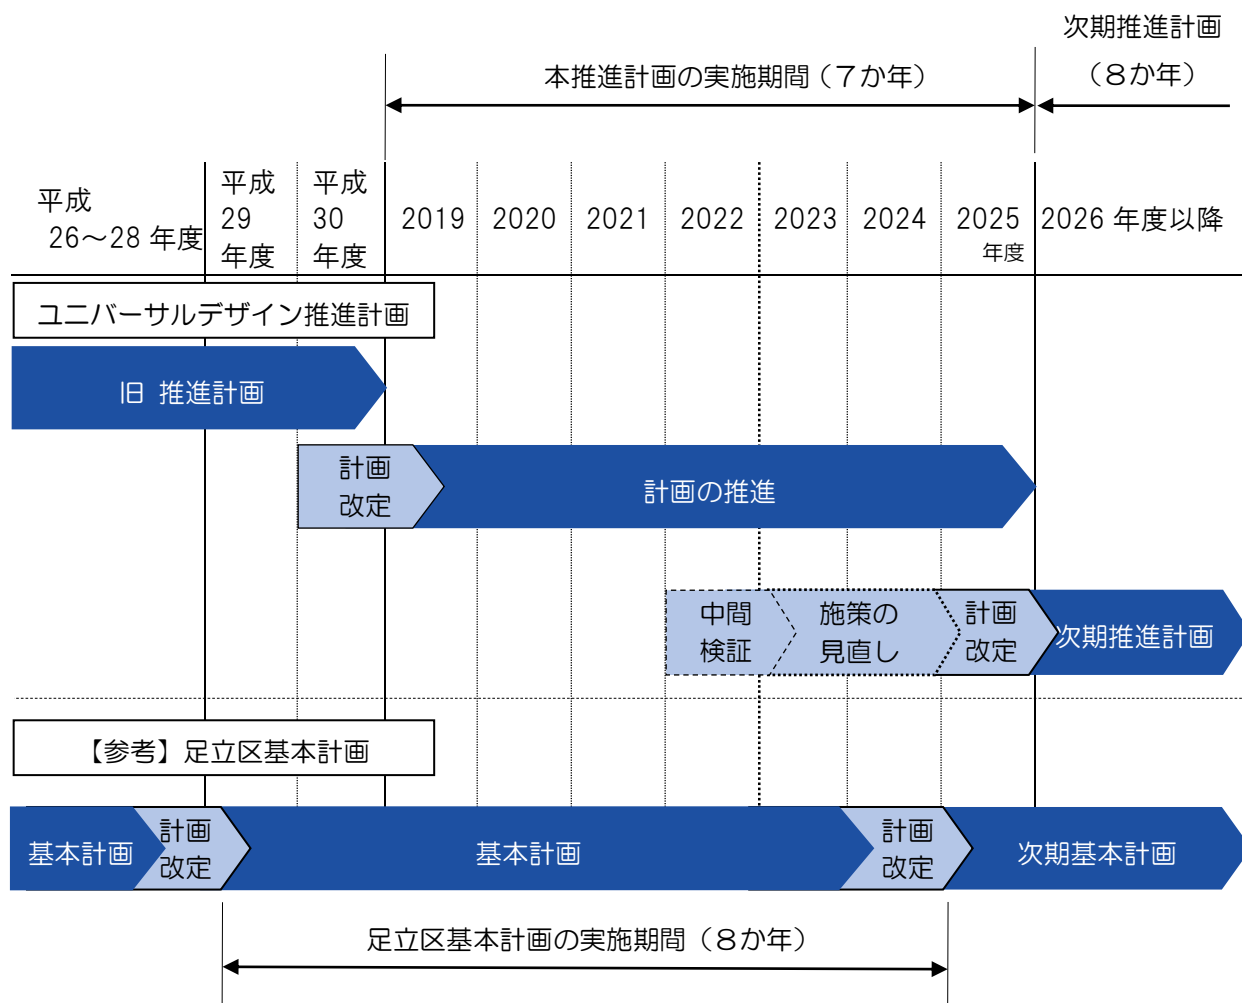 次期推進計画
（８か年）
本推進計画の実施期間（７か年）
平成
26～28 年度
平成
29
年度
平成
30
年度
2019
2020
2021
2022
2023
2024
2025
年度
2026 年度以降
ユニバーサルデザイン推進計画
旧 推進計画
計画
改定
計画の推進
中間
検証
施策の
見直し
計画
改定
次期推進計画
【参考】足立区基本計画
基本計画
計画
改定
基本計画
計画
改定
次期基本計画
足立区基本計画の実施期間（８か年）